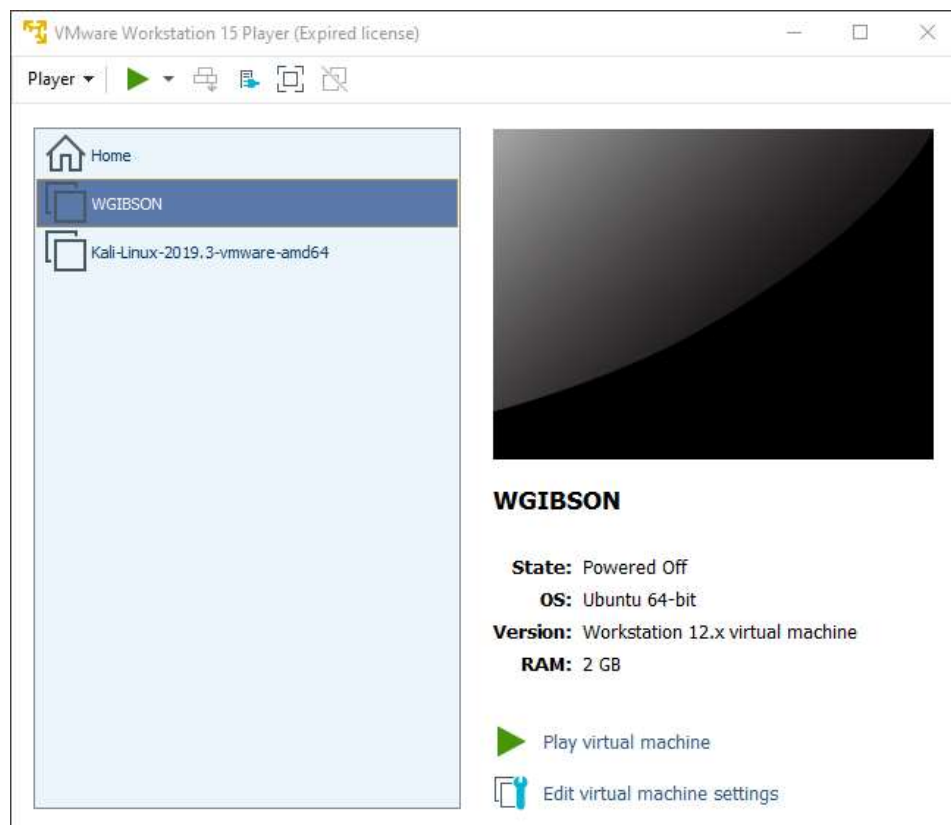 VMware Workstation 15 Player (Expired license)
Player
Home
WGIBSON
Kali-Linux-2019.3-vmware-amd64
WGIBSON
State: Powered Off
OS: Ubuntu 64-bit
Version: Workstation 12.x virtual machine
RAM: 2 GB
Play virtual machine
Edit virtual machine settings